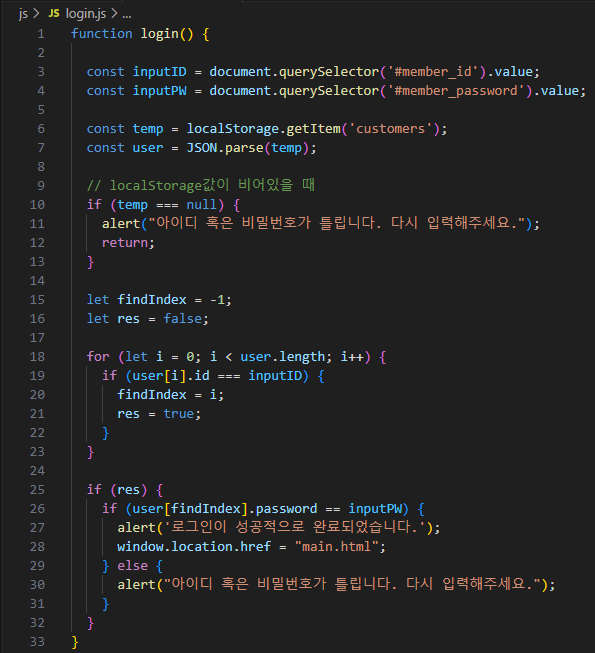 js > JS login.js > ...
1 function login() {
2
3 const inputID = document.querySelector('#member_id').value;
4 const inputPW = document.querySelector('#member_password').value;
5
6 const temp = localStorage.getItem('customers');
7 const user = JSON.parse(temp);
8
9 // localStorage값이 비어있을 때
10 if (temp === null) {
11 alert("아이디 혹은 비밀번호가 틀립니다. 다시 입력해주세요.");
12 return;
13 }
14
15 let findIndex = -1;
16 let res = false;
17
18 for (let i = 0; i < user.length; i++) {
19 if (user[i].id === inputID) {
20 findIndex = i;
21 res = true;
22 }
23 }
24
25 if (res) {
26 if (user[findIndex].password == inputPW) {
27 alert('로그인이 성공적으로 완료되었습니다.');
28 window.location.href = "main.html";
29 } else {
30 alert("아이디 혹은 비밀번호가 틀립니다. 다시 입력해주세요.");
31 }
32 }
33 }